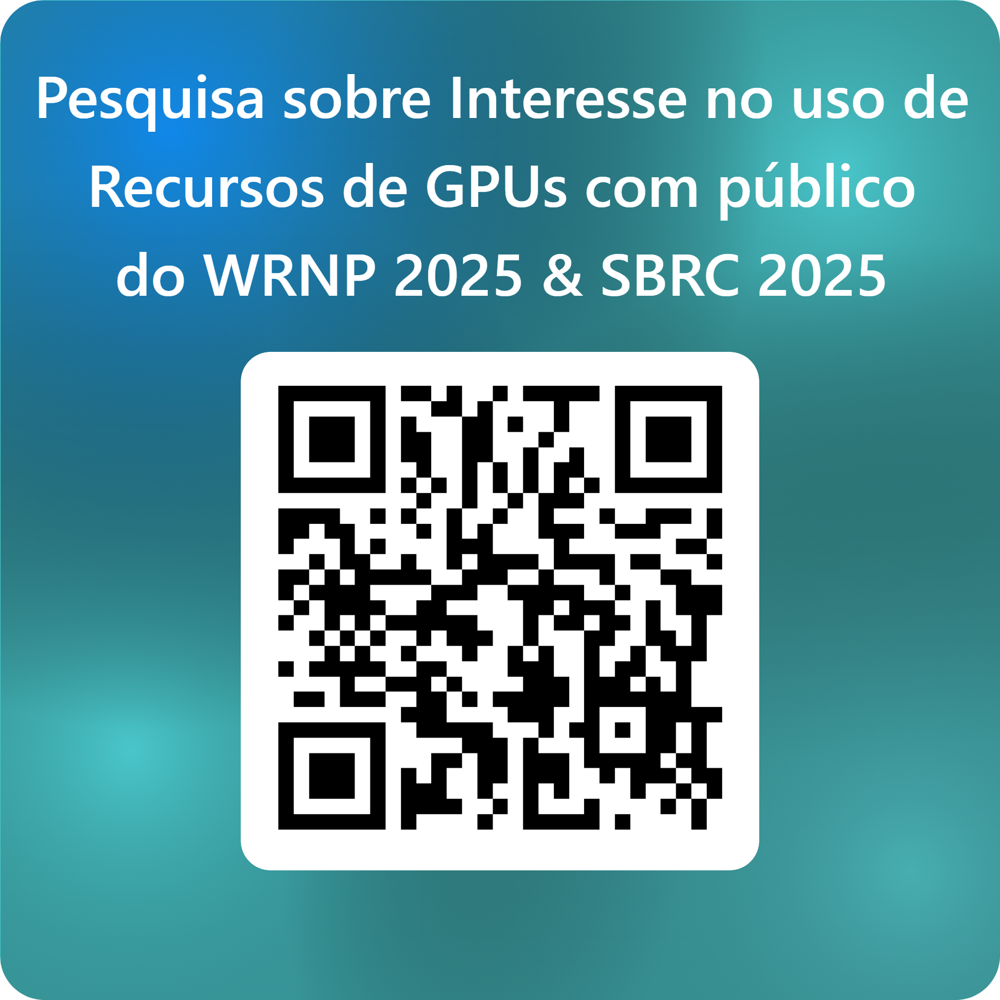 Pesquisa sobre Interesse no uso de
Recursos de GPUs com público
do WRNP 2025 & SBRC 2025